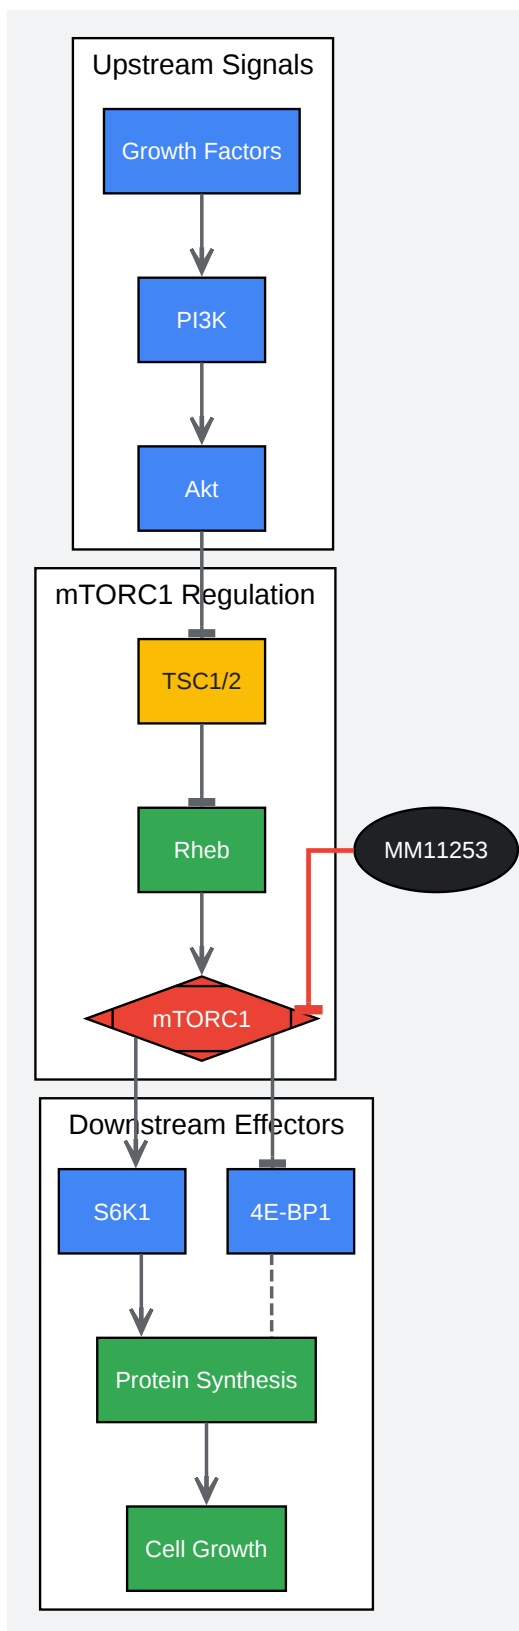 Upstream Signals
Growth Factors
PI3K
Akt
mTORC1 Regulation
TSC1/2
Rheb
MM11253
mTORC1
Downstream Effectors
S6K1
4E-BP1
Protein Synthesis
Cell Growth